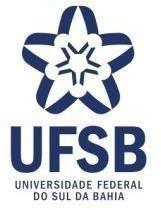 UFSB
UNIVERSIDADE FEDERAL
DO SUL DA BAHIA